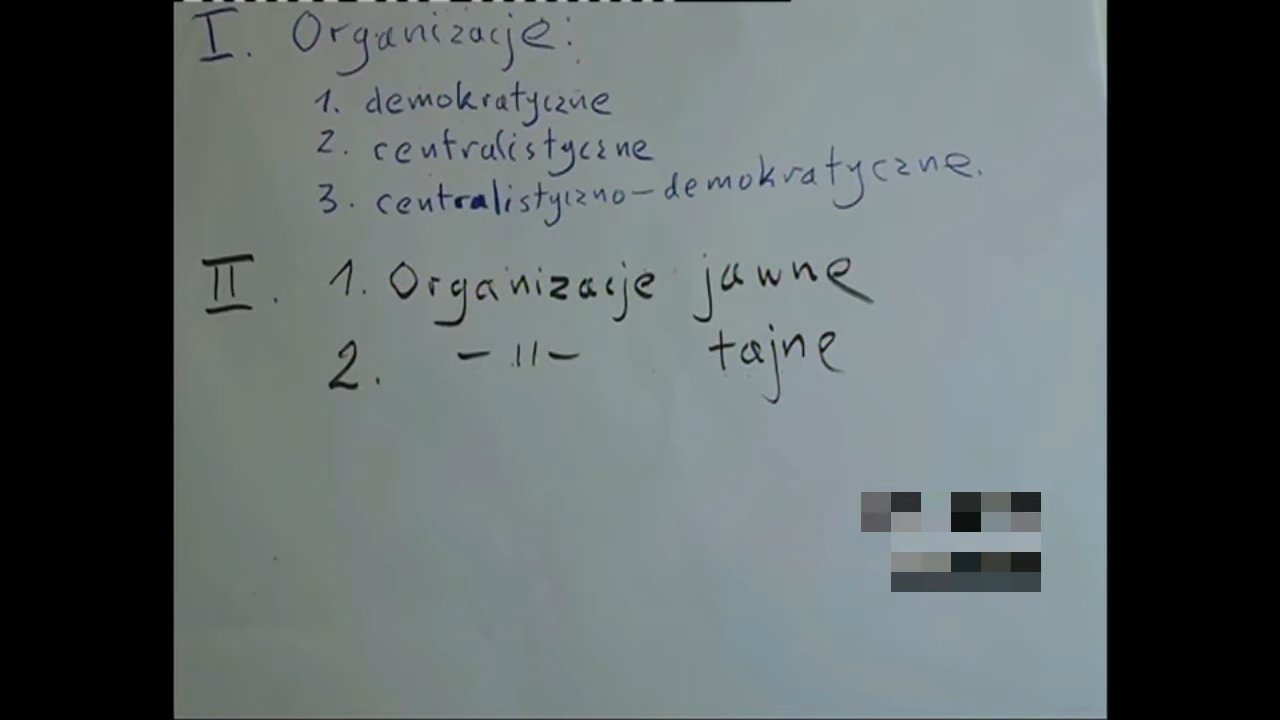 I. Organizacje:
1. demokratyczne
2. centralistyczne
3. centralistyczno-demokratyczne.
II. 1. Organizacje jawne
2. -"- tajne